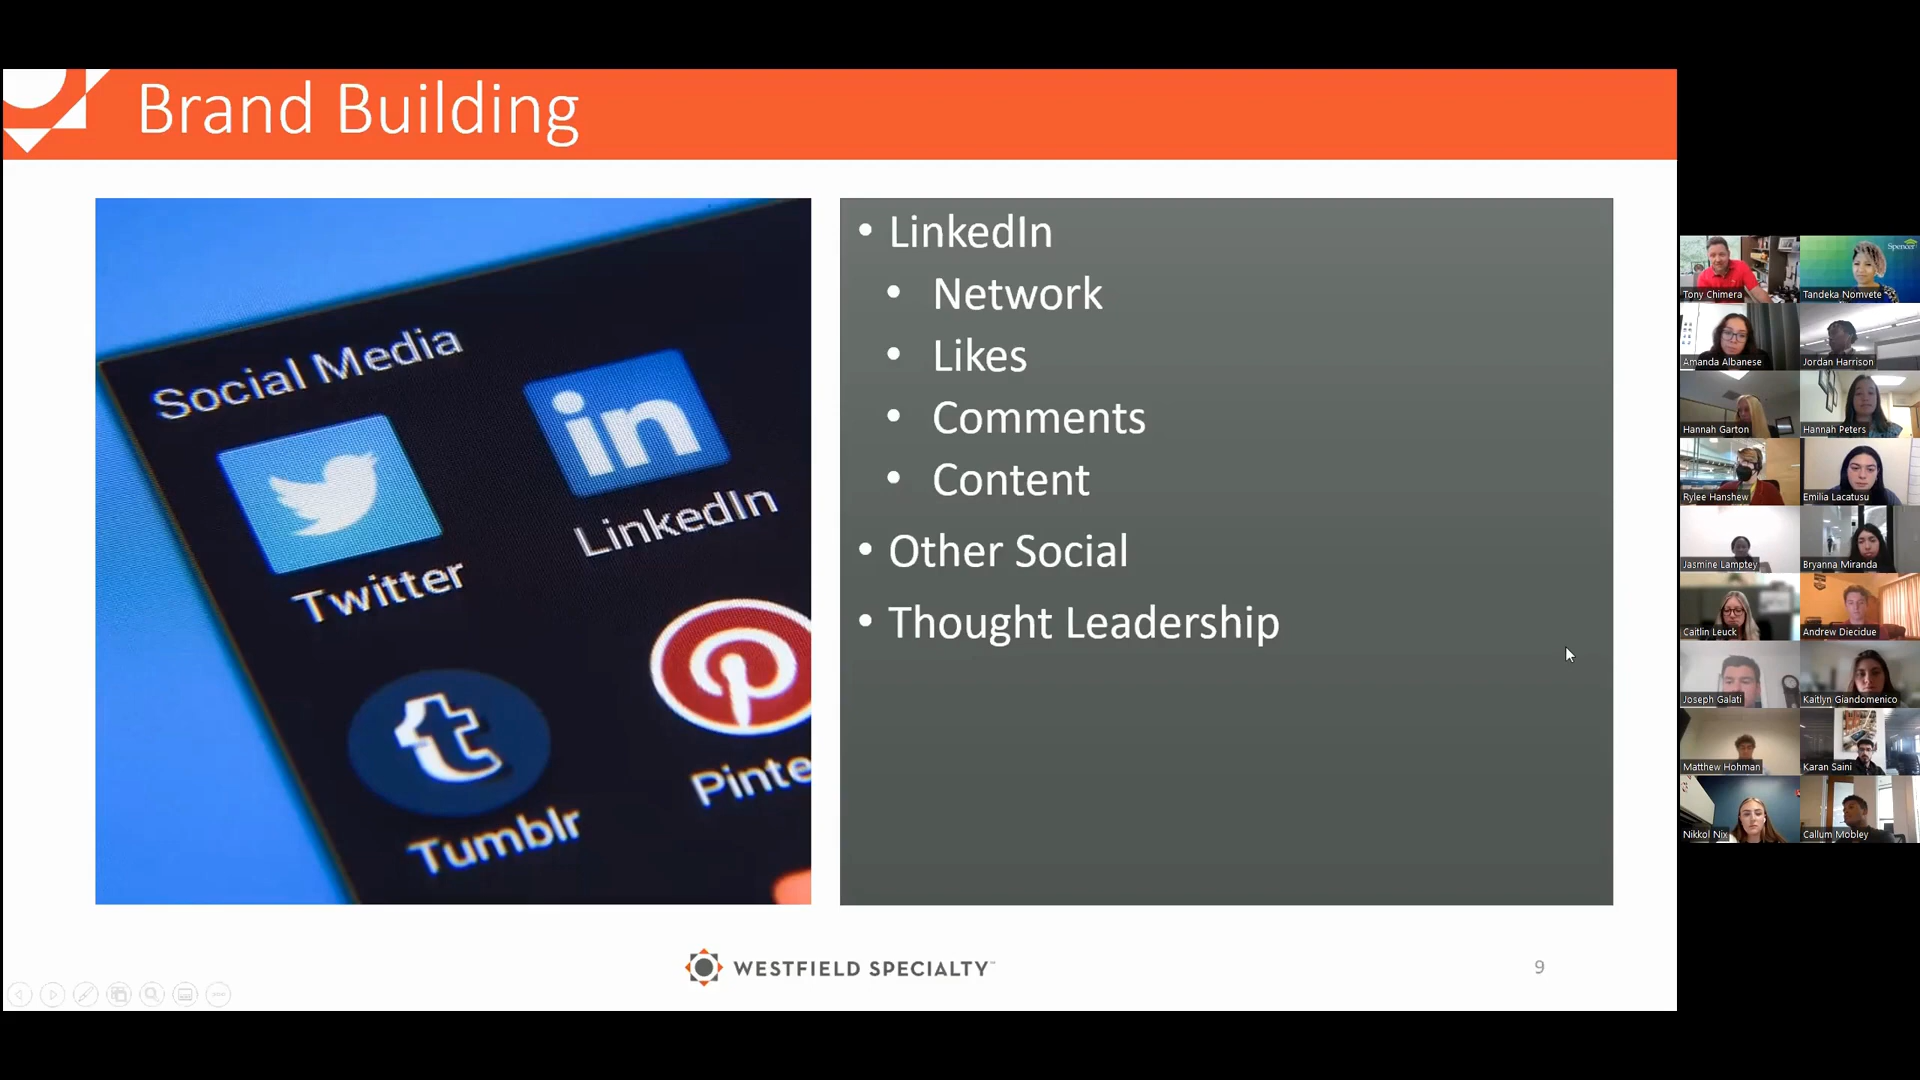 Brand Building
Social Media
Twitter
LinkedIn
Tumblr
Pinte
• LinkedIn
• Network
• Likes
• Comments
• Content
• Other Social
• Thought Leadership
WESTFIELD SPECIALTY™
9
Tony Chimera
Spencer
Tandeka Nomvete
Amanda Albanese
Jordan Harrison
Hannah Garton
Hannah Peters
Rylee Hanshew
Emilia Lacatusu
Jasmine Lamptey
Bryanna Miranda
Caitlin Leuck
Andrew Diecidue
Joseph Galati
Kaitlyn Giandomenico
Matthew Hohman
Karan Saini
Nikkol Nix
Callum Mobley